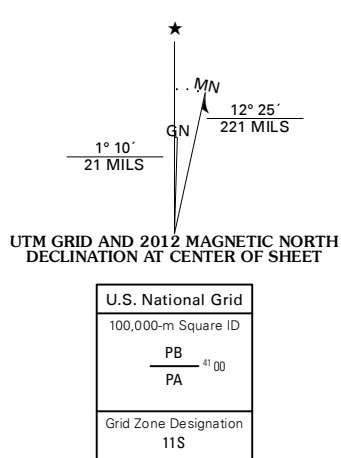 ★
MN
GN
12° 25´
221 MILS
1° 10´
21 MILS
UTM GRID AND 2012 MAGNETIC NORTH
DECLINATION AT CENTER OF SHEET
U.S. National Grid
100,000-m Square ID
PB
41 00
PA
Grid Zone Designation
11S